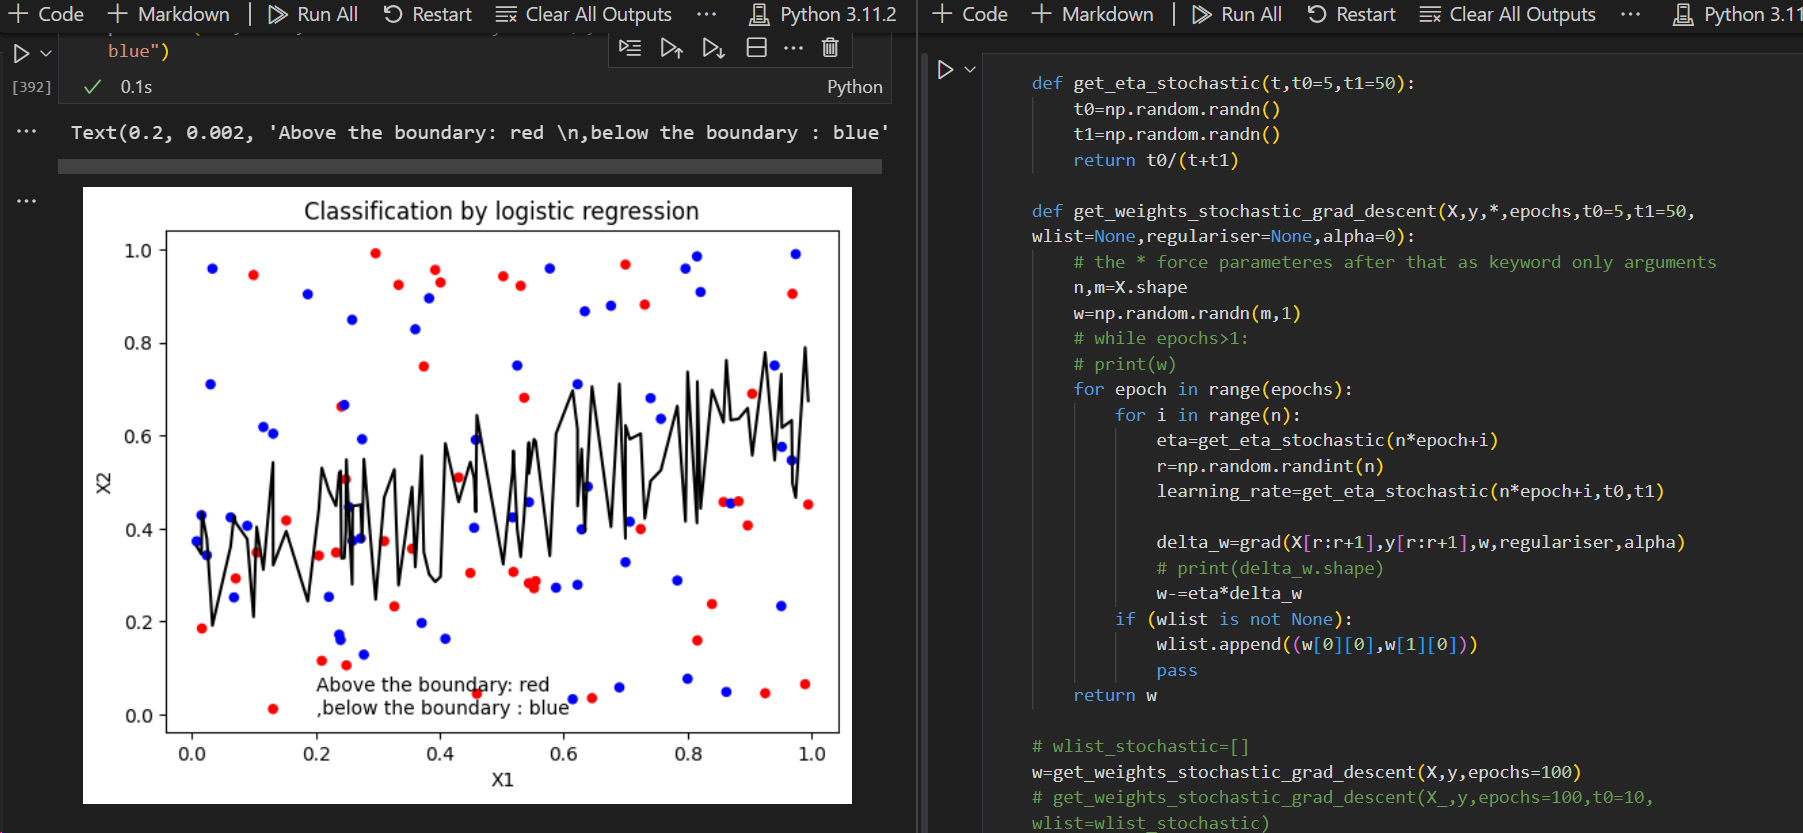 + Code + Markdown | Run All Restart Clear All Outputs ... Python 3.11.2
blue")
[392] 0.1s Python
Text(0.2, 0.002, 'Above the boundary: red \n,below the boundary : blue'
Classification by logistic regression
1.0
0.8
0.6
X2
0.4
0.2
Above the boundary: red
,below the boundary : blue
0.0
0.0 0.2 0.4 0.6 0.8 1.0
X1
+ Code + Markdown | Run All Restart Clear All Outputs ... Python 3.11
def get_eta_stochastic(t,t0=5,t1=50):
t0=np.random.randn()
t1=np.random.randn()
return t0/(t+t1)
def get_weights_stochastic_grad_descent(X,y,*,epochs,t0=5,t1=50,
wlist=None,regulariser=None,alpha=0):
# the * force parameteres after that as keyword only arguments
n,m=X.shape
w=np.random.randn(m,1)
# while epochs>1:
# print(w)
for epoch in range(epochs):
for i in range(n):
eta=get_eta_stochastic(n*epoch+i)
r=np.random.randint(n)
learning_rate=get_eta_stochastic(n*epoch+i,t0,t1)
delta_w=grad(X[r:r+1],y[r:r+1],w,regulariser,alpha)
# print(delta_w.shape)
w-=eta*delta_w
if (wlist is not None):
wlist.append((w[0][0],w[1][0]))
pass
return w
# wlist_stochastic=[]
w=get_weights_stochastic_grad_descent(X,y,epochs=100)
# get_weights_stochastic_grad_descent(X_,y,epochs=100,t0=10,
wlist=wlist_stochastic)